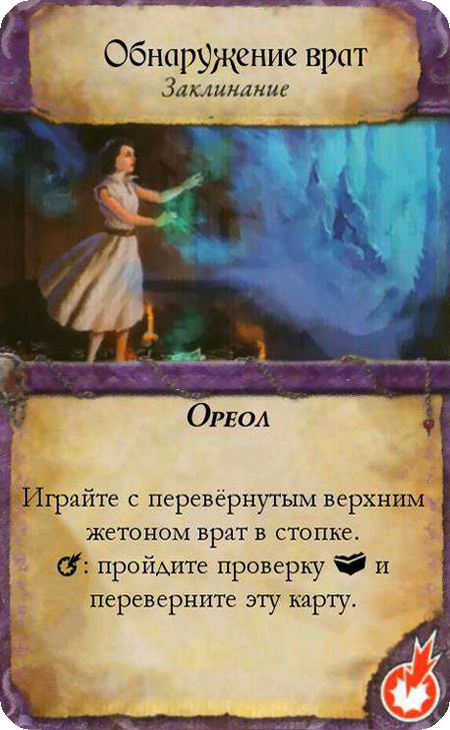 Обнаружение врат
Заклинание
Ореол
Играйте с перевёрнутым верхним
жетоном врат в стопке.
: пройдите проверку и
переверните эту карту.